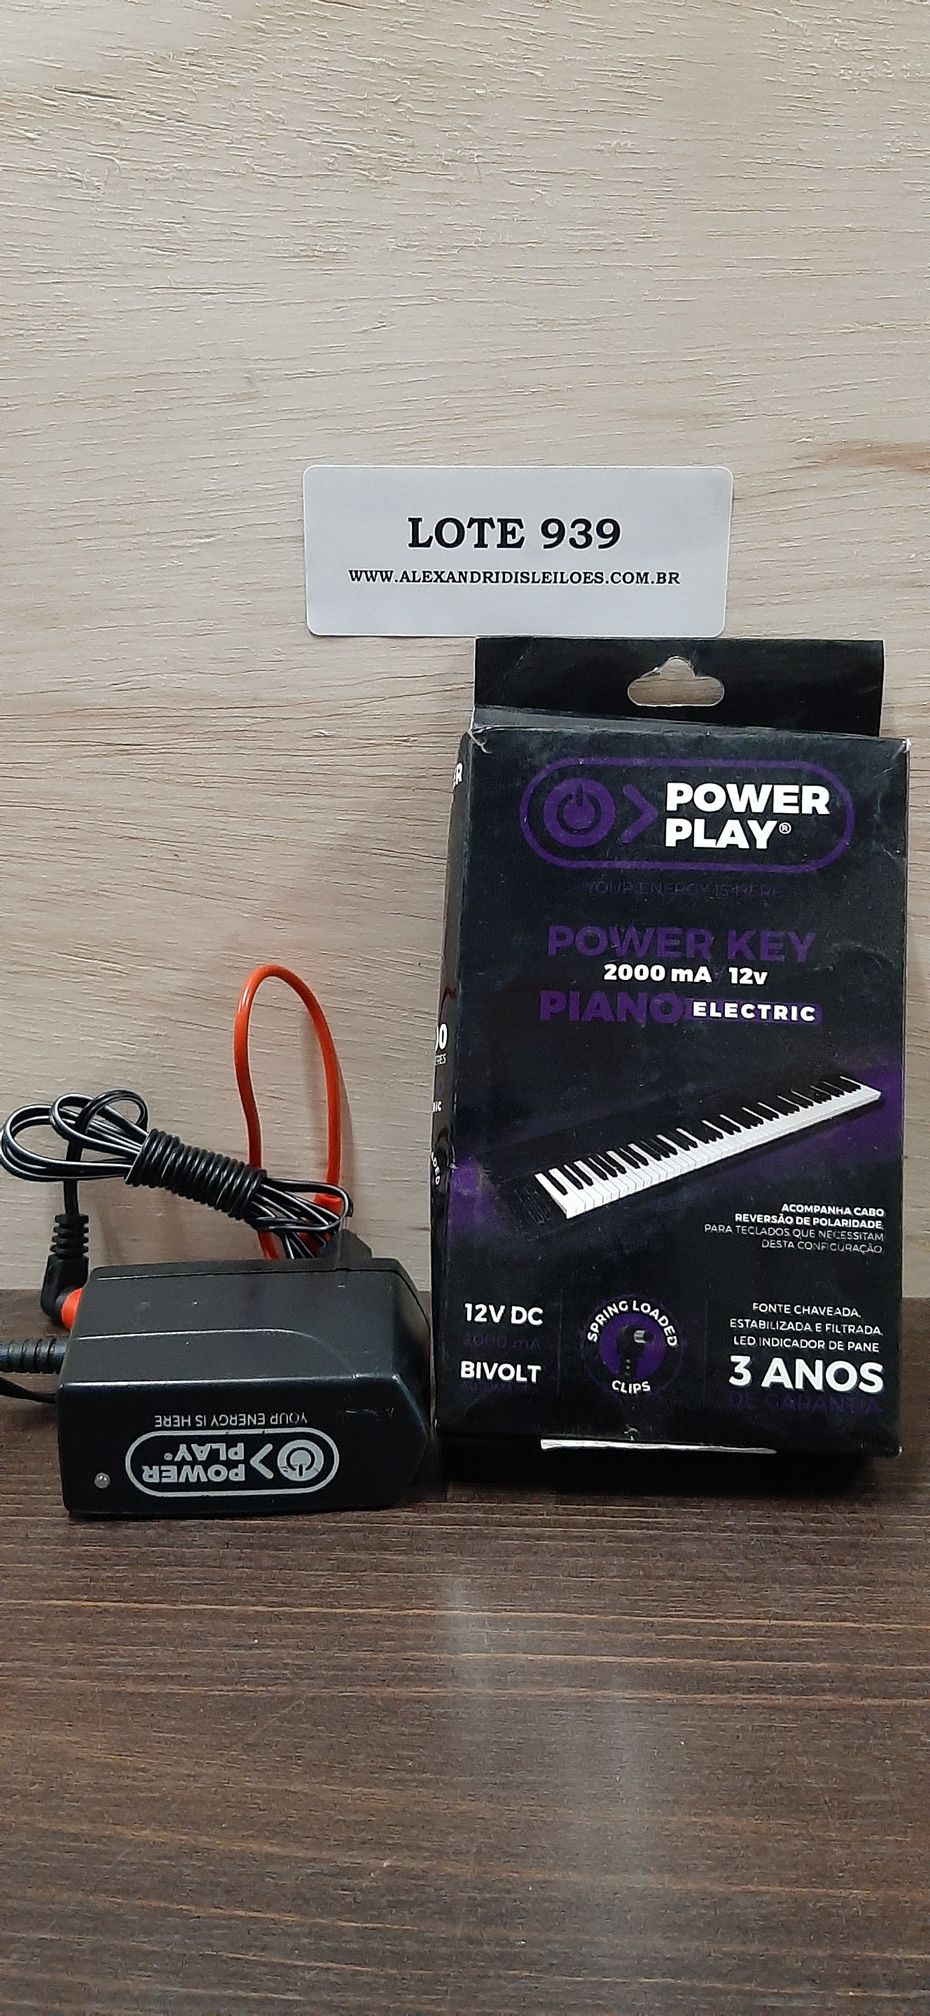 LOTE 939
WWW.ALEXANDRIDISLEILOES.COM.BR
POWER
PLAY®
YOUR ENERGY IS HERE
POWER KEY
2000 mA 12v
PIANO ELECTRIC
ACOMPANHA CABO
REVERSÃO DE POLARIDADE,
PARA TECLADOS QUE NECESSITAM
DESTA CONFIGURAÇÃO
12V DC
2000 mA
BIVOLT
SPRING LOADED
CLIPS
FONTE CHAVEADA,
ESTABILIZADA E FILTRADA,
LED INDICADOR DE PANE
3 ANOS
DE GARANTIA
POWER
PLAY®
YOUR ENERGY IS HERE